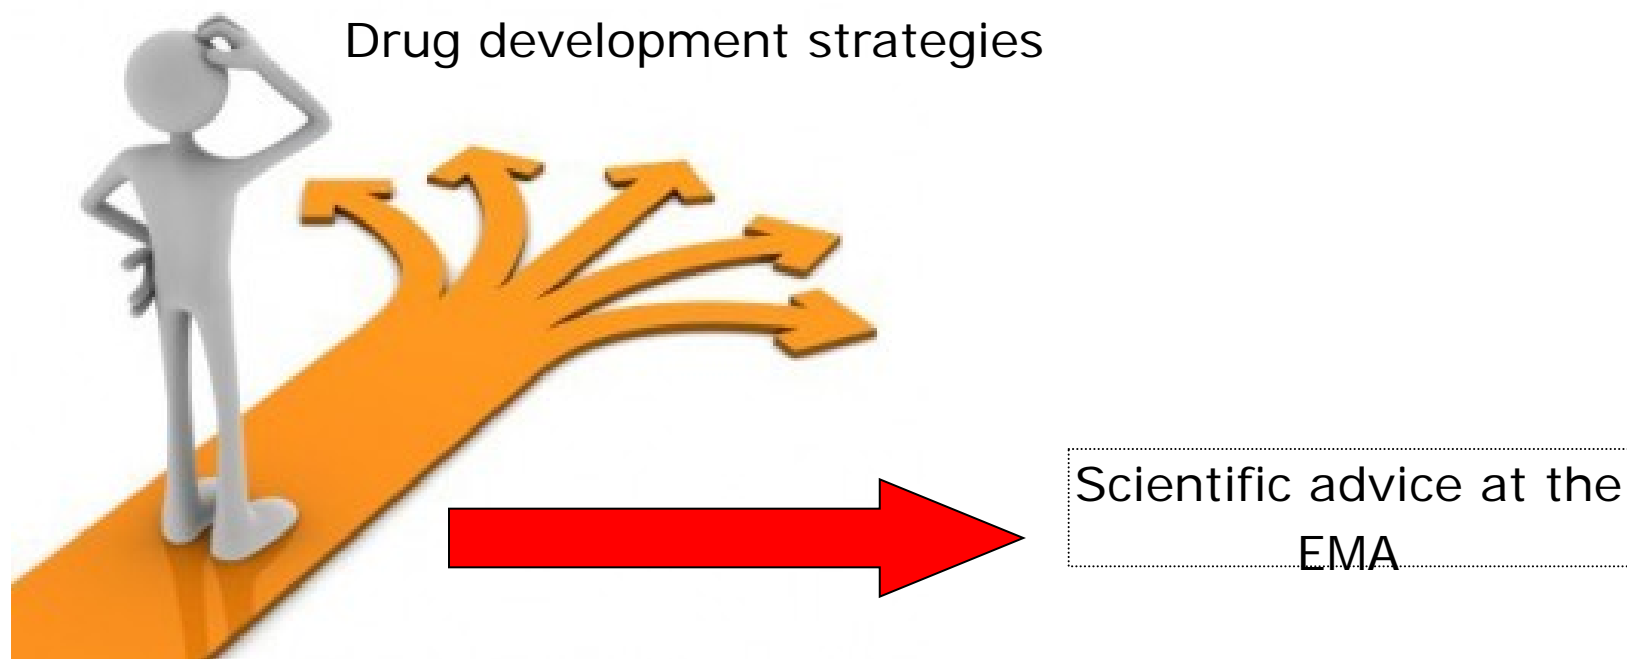 Drug development strategies
Scientific advice at the
EMA